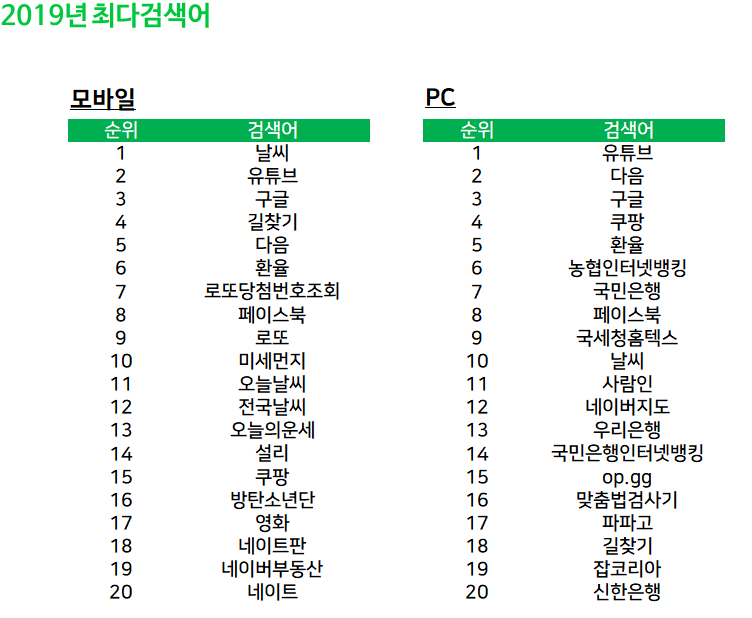 2019년 최다검색어
모바일
순위 검색어
1 날씨
2 유튜브
3 구글
4 길찾기
5 다음
6 환율
7 로또당첨번호조회
8 페이스북
9 로또
10 미세먼지
11 오늘날씨
12 전국날씨
13 오늘의운세
14 설리
15 쿠팡
16 방탄소년단
17 영화
18 네이트판
19 네이버부동산
20 네이트
PC
순위 검색어
1 유튜브
2 다음
3 구글
4 쿠팡
5 환율
6 농협인터넷뱅킹
7 국민은행
8 페이스북
9 국세청홈텍스
10 날씨
11 사람인
12 네이버지도
13 우리은행
14 국민은행인터넷뱅킹
15 op.gg
16 맞춤법검사기
17 파파고
18 길찾기
19 잡코리아
20 신한은행